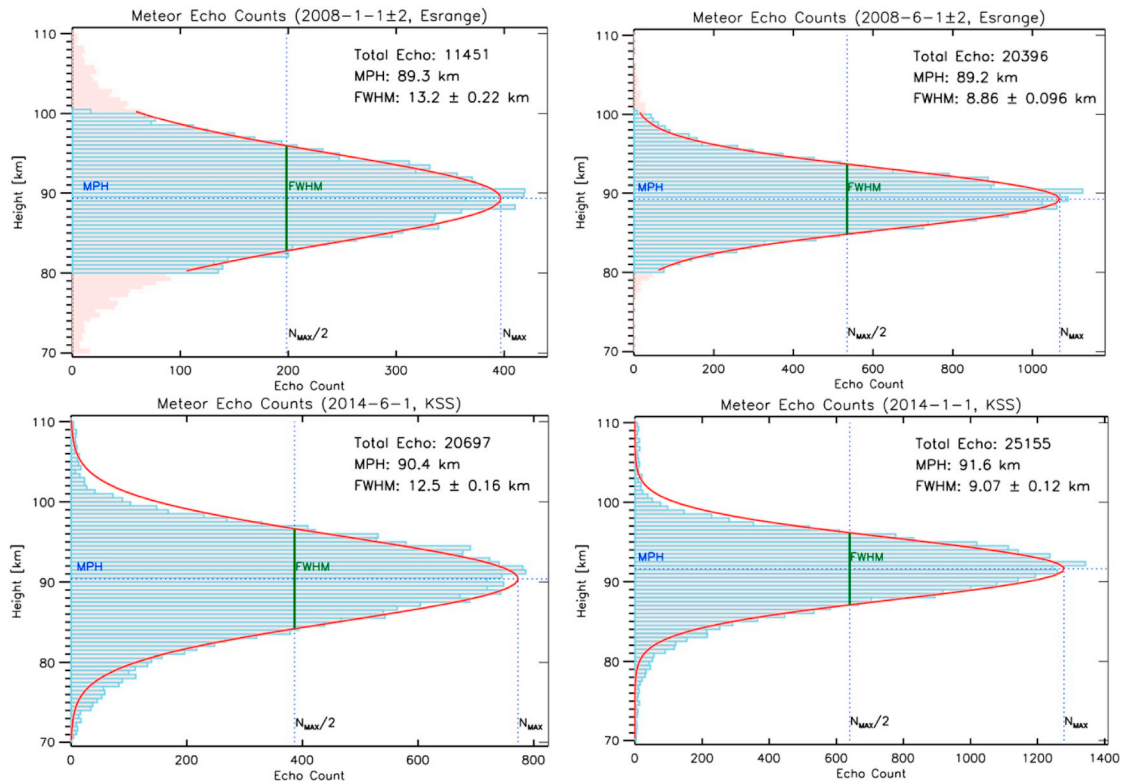 Meteor Echo Counts (2008-1-1±2, Esrange)
Total Echo: 11451
MPH: 89.3 km
FWHM: 13.2 ± 0.22 km
110
100
90
80
70
Height [km]
MPH
FWHM
N_MAX/2
N_MAX
0 100 200 300 400
Echo Count
Meteor Echo Counts (2008-6-1±2, Esrange)
Total Echo: 20396
MPH: 89.2 km
FWHM: 8.86 ± 0.096 km
110
100
90
80
70
Height [km]
MPH
FWHM
N_MAX/2
N_MAX
0 200 400 600 800 1000
Echo Count
Meteor Echo Counts (2014-6-1, KSS)
Total Echo: 20697
MPH: 90.4 km
FWHM: 12.5 ± 0.16 km
110
100
90
80
70
Height [km]
MPH
FWHM
N_MAX/2
N_MAX
0 200 400 600 800
Echo Count
Meteor Echo Counts (2014-1-1, KSS)
Total Echo: 25155
MPH: 91.6 km
FWHM: 9.07 ± 0.12 km
110
100
90
80
70
Height [km]
MPH
FWHM
N_MAX/2
N_MAX
0 200 400 600 800 1000 1200 1400
Echo Count